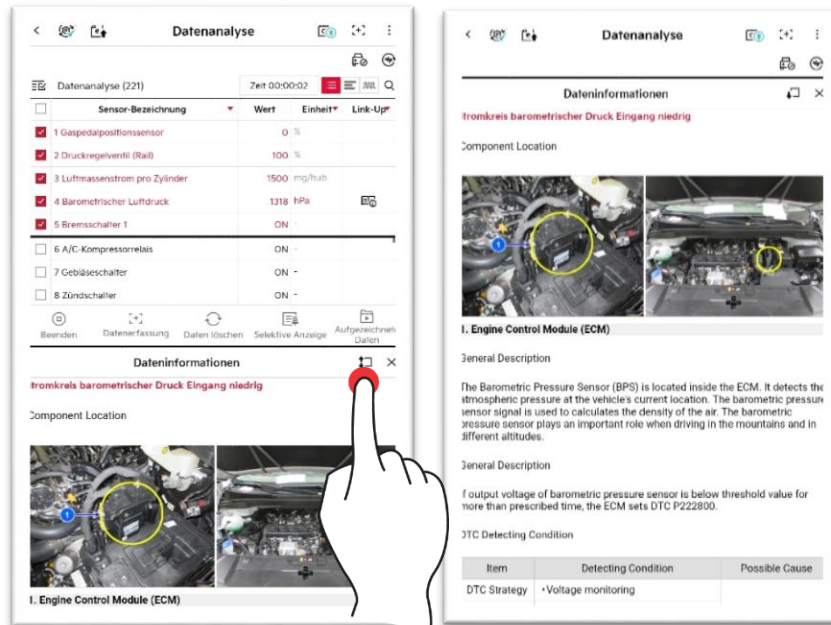 Datenanalyse
Datenanalyse (221)
Zeit 00:00:02
Sensor-Bezeichnung Wert Einheit Link-Up
1 Gaspedalpositionssensor 0 %
2 Druckregelventil (Rail) 100 %
3 Luftmassenstrom pro Zylinder 1500 mg/hub
4 Barometrischer Luftdruck 1318 hPa
5 Bremsschalter 1 ON -
6 A/C-Kompressorrelais ON -
7 Gebläseschalter ON -
8 Zündschalter ON -
Beenden
Datenerfassung
Daten löschen
Selektive Anzeige
Aufgezeichnete
Daten
Dateninformationen
Stromkreis barometrischer Druck Eingang niedrig
Component Location
1
1. Engine Control Module (ECM)
Datenanalyse
Dateninformationen
Stromkreis barometrischer Druck Eingang niedrig
Component Location
1
1. Engine Control Module (ECM)
General Description
The Barometric Pressure Sensor (BPS) is located inside the ECM. It detects the
atmospheric pressure at the vehicle's current location. The barometric pressure
sensor signal is used to calculates the density of the air. The barometric
pressure sensor plays an important role when driving in the mountains and in
different altitudes.
General Description
If output voltage of barometric pressure sensor is below threshold value for
more than prescribed time, the ECM sets DTC P222800.
DTC Detecting Condition
Item Detecting Condition Possible Cause
DTC Strategy •Voltage monitoring